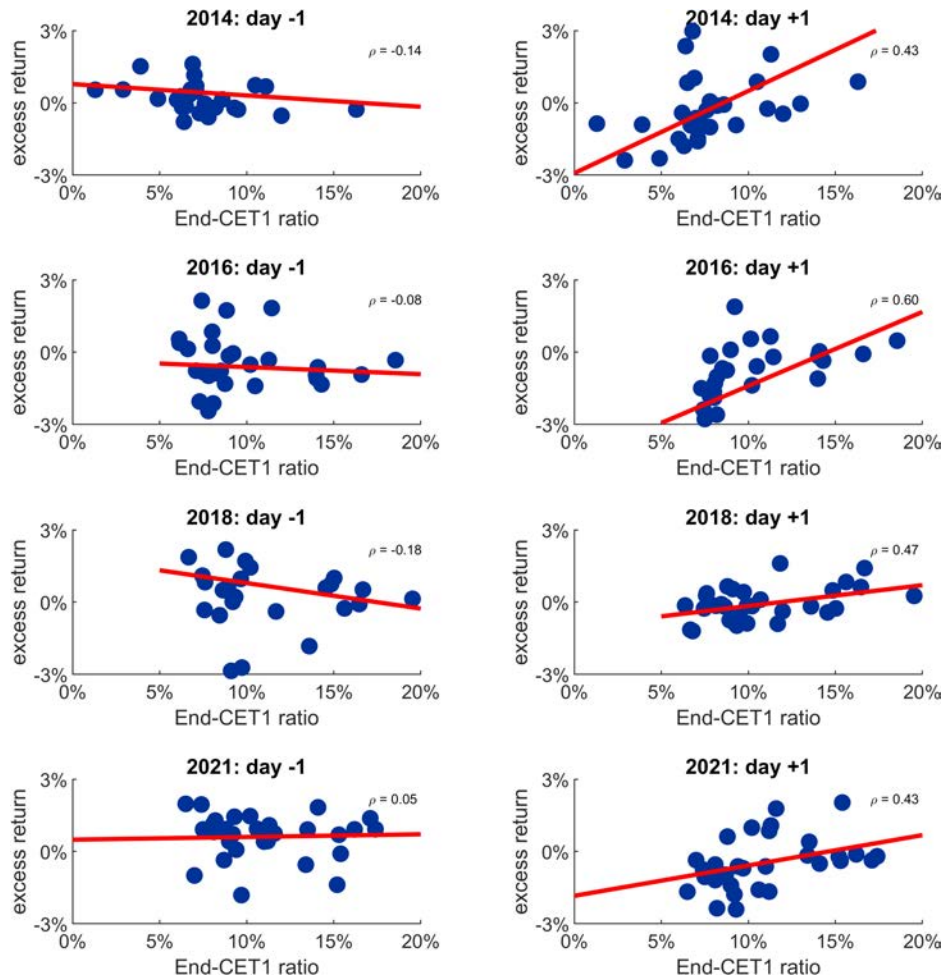 2014: day -1
3%
ρ = -0.14
excess return
0%
-3%
0% 5% 10% 15% 20%
End-CET1 ratio
2014: day +1
3%
ρ = 0.43
excess return
0%
-3%
0% 5% 10% 15% 20%
End-CET1 ratio
2016: day -1
3%
ρ = -0.08
excess return
0%
-3%
0% 5% 10% 15% 20%
End-CET1 ratio
2016: day +1
3%
ρ = 0.60
excess return
0%
-3%
0% 5% 10% 15% 20%
End-CET1 ratio
2018: day -1
3%
ρ = -0.18
excess return
0%
-3%
0% 5% 10% 15% 20%
End-CET1 ratio
2018: day +1
3%
ρ = 0.47
excess return
0%
-3%
0% 5% 10% 15% 20%
End-CET1 ratio
2021: day -1
3%
ρ = 0.05
excess return
0%
-3%
0% 5% 10% 15% 20%
End-CET1 ratio
2021: day +1
3%
ρ = 0.43
excess return
0%
-3%
0% 5% 10% 15% 20%
End-CET1 ratio